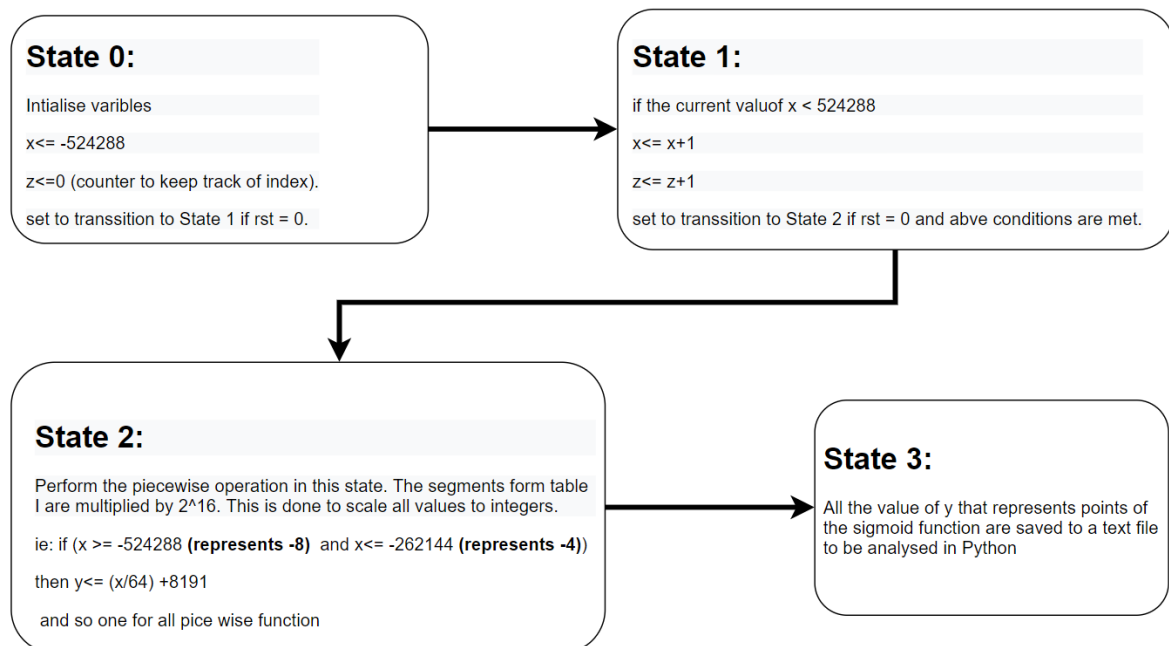 State 0:
Intialise varibles
x<= -524288
z<=0 (counter to keep track of index).
set to transsition to State 1 if rst = 0.
State 1:
if the current valuof x < 524288
x<= x+1
z<= z+1
set to transsition to State 2 if rst = 0 and abve conditions are met.
State 2:
Perform the piecewise operation in this state. The segments form table
I are multiplied by 2^16. This is done to scale all values to integers.
ie: if (x >= -524288 (represents -8) and x<= -262144 (represents -4))
then y<= (x/64) +8191
and so one for all pice wise function
State 3:
All the value of y that represents points of
the sigmoid function are saved to a text file
to be analysed in Python